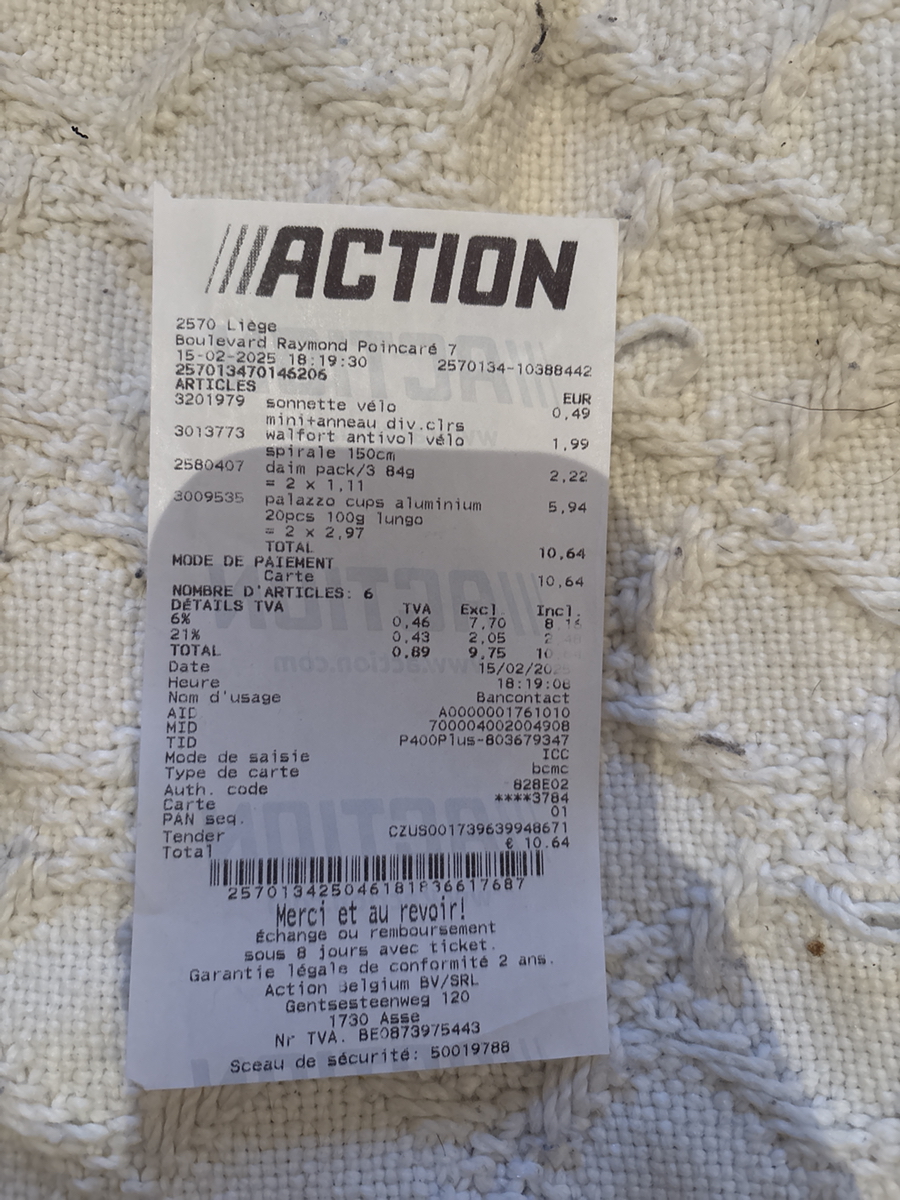 ///ACTION
2570 Liège
Boulevard Raymond Poincaré 7
15-02-2025 18:19:30 2570134-10388442
257013470146206
ARTICLES EUR
3201979 sonnette vélo 0,49
mini+anneau div.clrs
3013773 walfort antivol vélo 1,99
spirale 150cm
2580407 daim pack/3 84g 2,22
= 2 x 1,11
3009535 palazzo cups aluminium 5,94
20pcs 100g lungo
= 2 x 2,97
TOTAL 10,64
MODE DE PAIEMENT
Carte 10,64
NOMBRE D'ARTICLES: 6
DÉTAILS TVA TVA Excl. Incl.
6% 0,46 7,70
21% 0,43 2,05
TOTAL 0,89 9,75
Date 15/02/2025
Heure 18:19:06
Nom d'usage Bancontact
AID A0000001761010
MID 700004002004908
TID P400Plus-803679347
Mode de saisie ICC
Type de carte bcmc
Auth. code 828E02
Carte ****3784
PAN seq. 01
Tender CZUS001739639948671
Total € 10.64
Merci et au revoir!
Échange ou remboursement
sous 8 jours avec ticket.
Garantie légale de conformité 2 ans.
Action Belgium BV/SRL
Gentsesteenweg 120
1730 Asse
Nr TVA. BE0873975443
Sceau de sécurité: 50019788